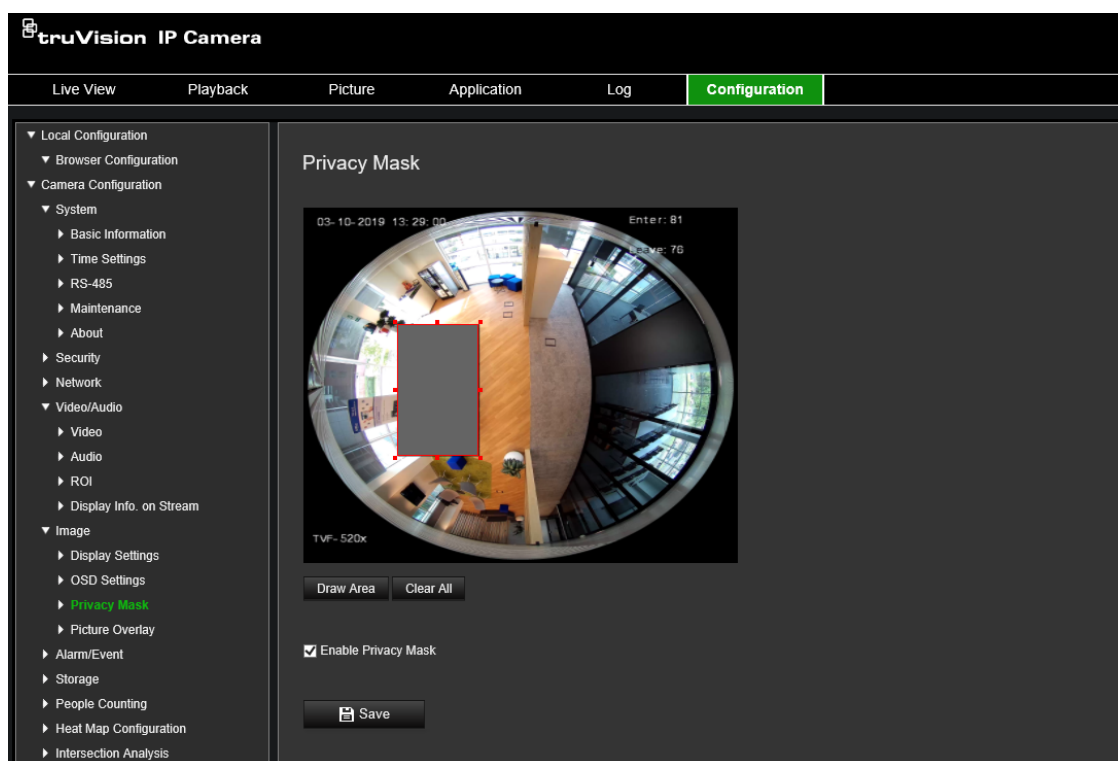 truVision IP Camera
Live View Playback Picture Application Log Configuration
Local Configuration
Browser Configuration
Camera Configuration
System
Basic Information
Time Settings
RS-485
Maintenance
About
Security
Network
Video/Audio
Video
Audio
ROI
Display Info. on Stream
Image
Display Settings
OSD Settings
Privacy Mask
Picture Overlay
Alarm/Event
Storage
People Counting
Heat Map Configuration
Intersection Analysis
Privacy Mask
03-10-2019 13:29:00 Enter:81
Leave:76
TVF-520x
Draw Area Clear All
Enable Privacy Mask
Save